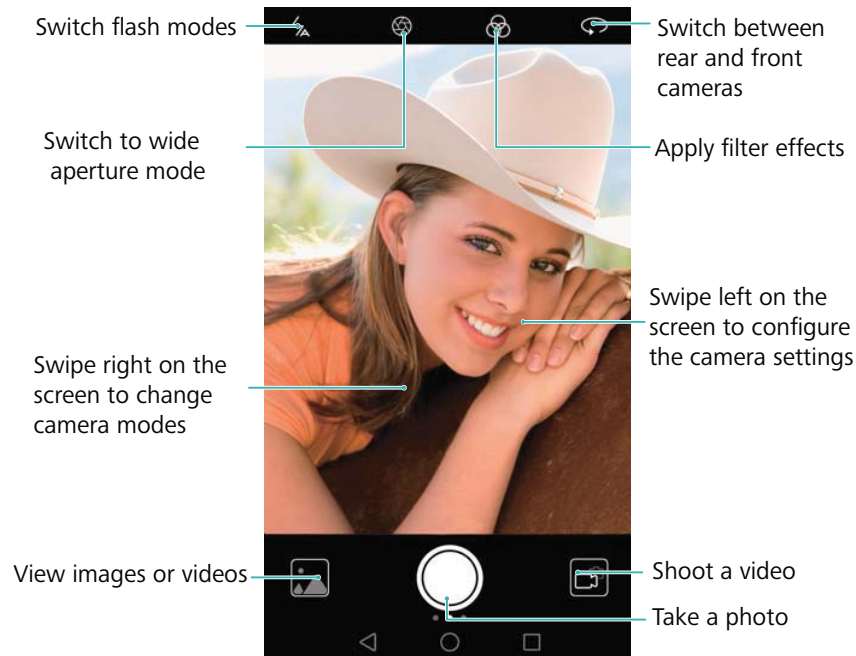 Switch flash modes
Switch between
rear and front
cameras
Switch to wide
aperture mode
Apply filter effects
Swipe left on the
screen to configure
the camera settings
Swipe right on the
screen to change
camera modes
View images or videos
Shoot a video
Take a photo